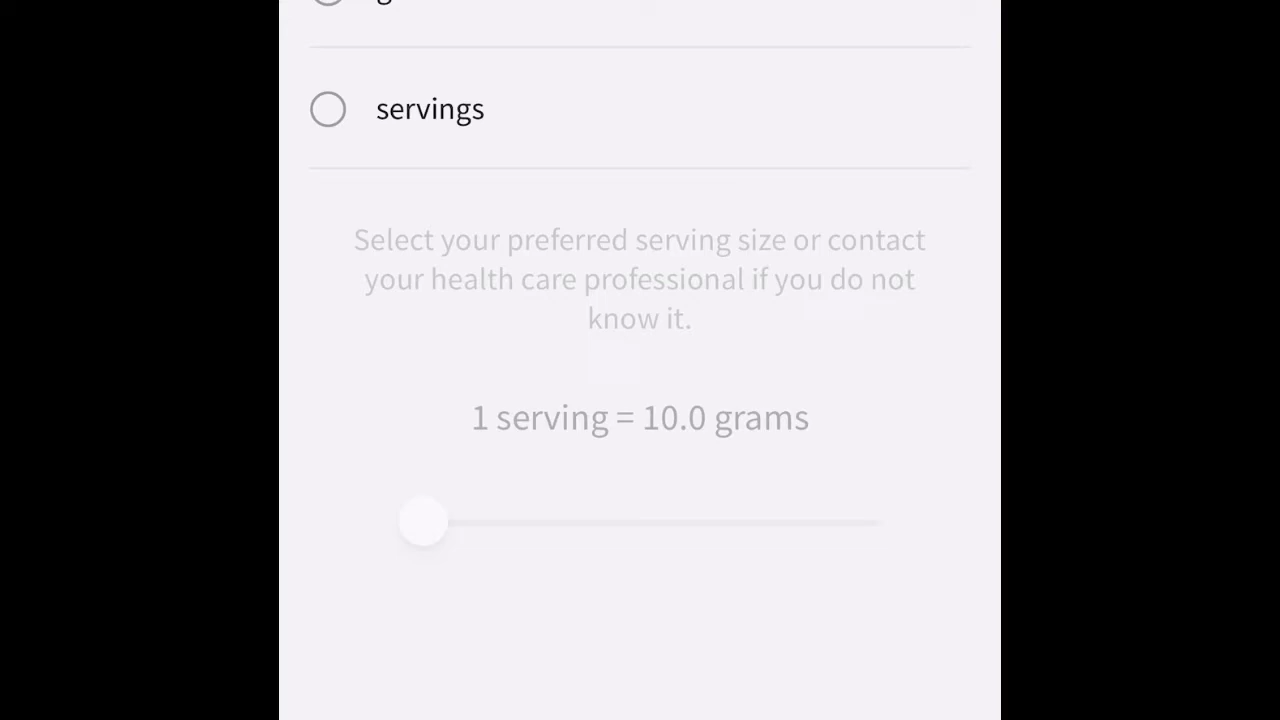 servings
Select your preferred serving size or contact
your health care professional if you do not
know it.
1 serving = 10.0 grams